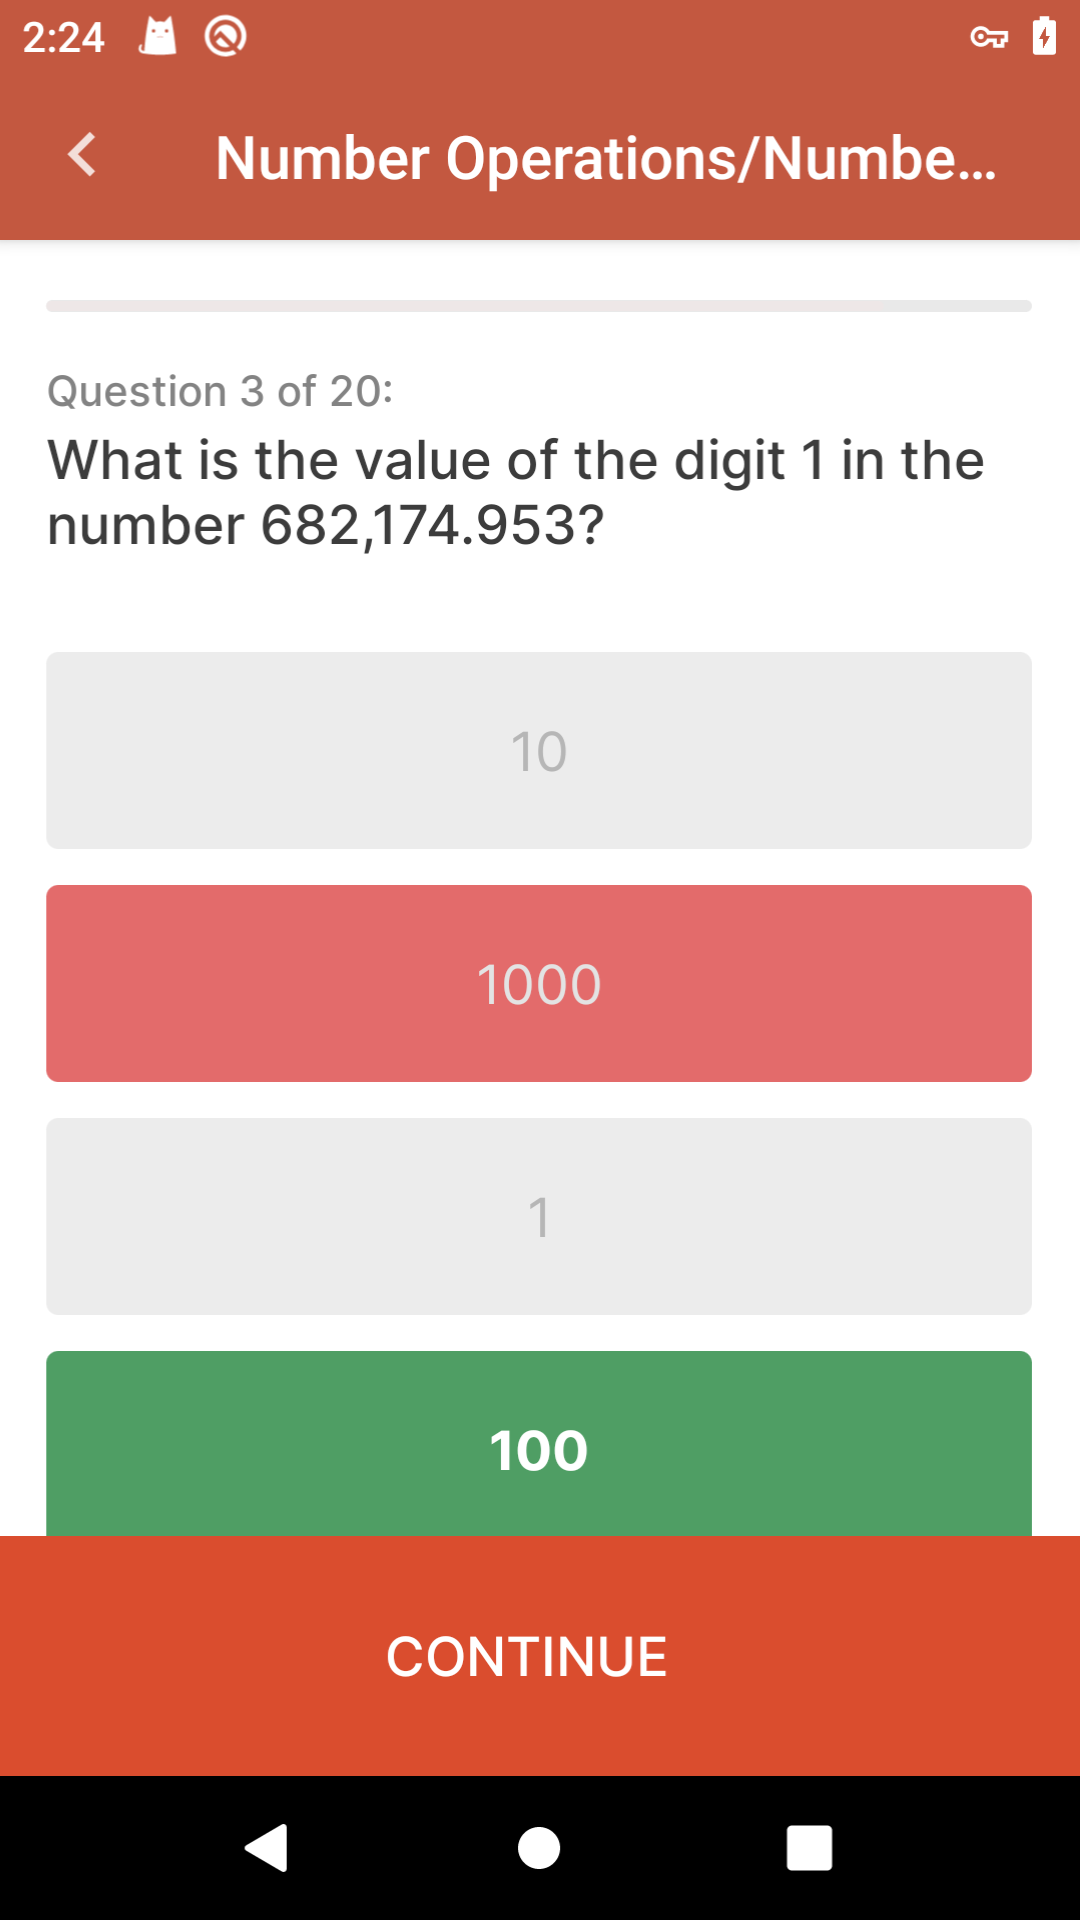 2:24
Number Operations/Numbe...
Question 3 of 20:
What is the value of the digit 1 in the
number 682,174.953?
10
1000
1
100
CONTINUE